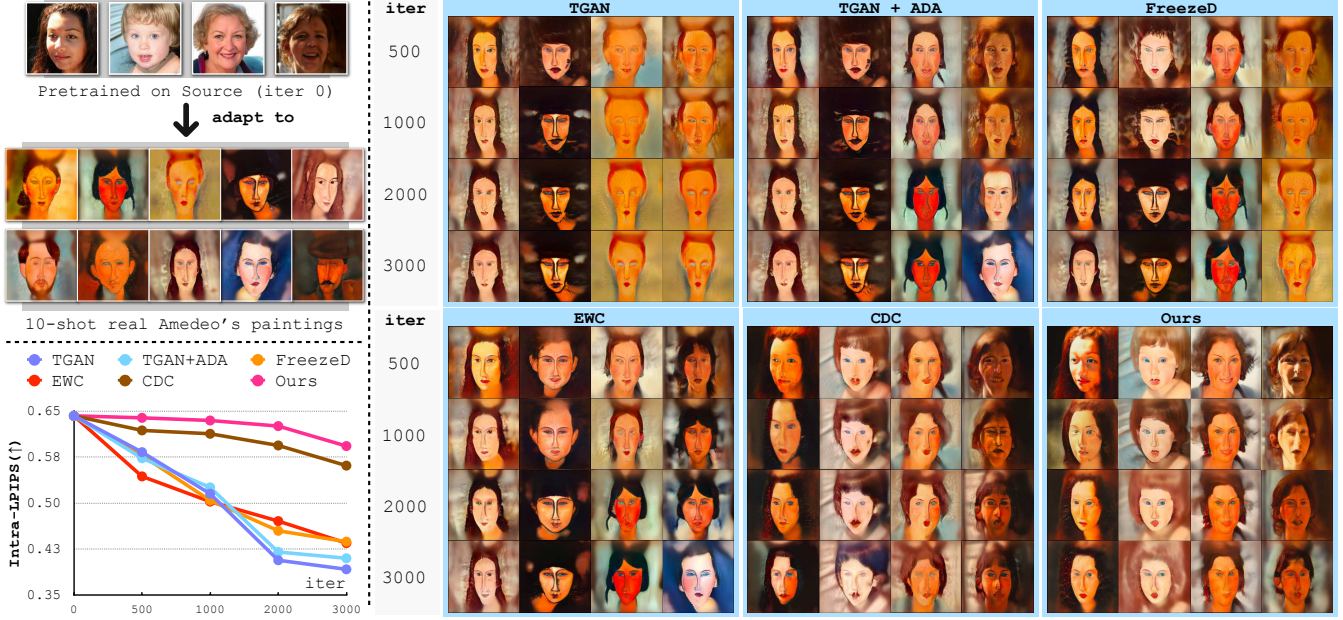 Pretrained on Source (iter 0)
adapt to
10-shot real Amedeo's paintings
TGAN TGAN+ADA FreezeD
EWC CDC Ours
Intra-LPIPS(↑)
0.65
0.58
0.50
0.43
0.35
iter
0 500 1000 2000 3000
iter TGAN TGAN + ADA FreezeD
500
1000
2000
3000
iter EWC CDC Ours
500
1000
2000
3000